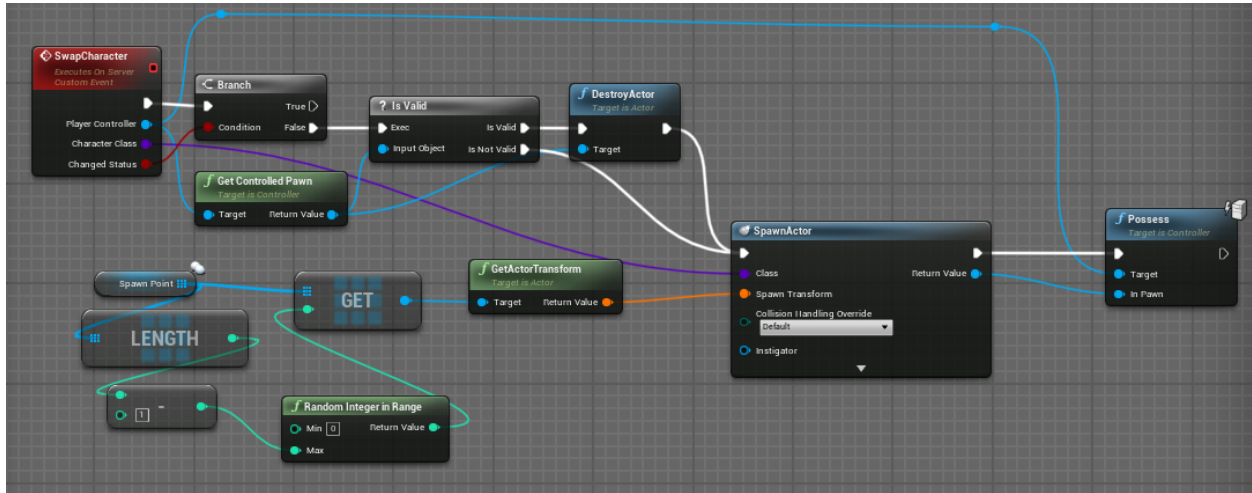 SwapCharacter
Executes On Server
Custom Event
Player Controller
Character Class
Changed Status
Branch
True
Condition
False
? Is Valid
Exec
Is Valid
Input Object
Is Not Valid
f DestroyActor
Target is Actor
Target
f Get Controlled Pawn
Target is Controller
Target
Return Value
Spawn Point
LENGTH
-
1
GET
f Random Integer in Range
Min 0
Return Value
Max
f GetActorTransform
Target is Actor
Target
Return Value
SpawnActor
Class
Return Value
Spawn Transform
Collision Handling Override
Default
Instigator
f Possess
Target is Controller
Target
In Pawn